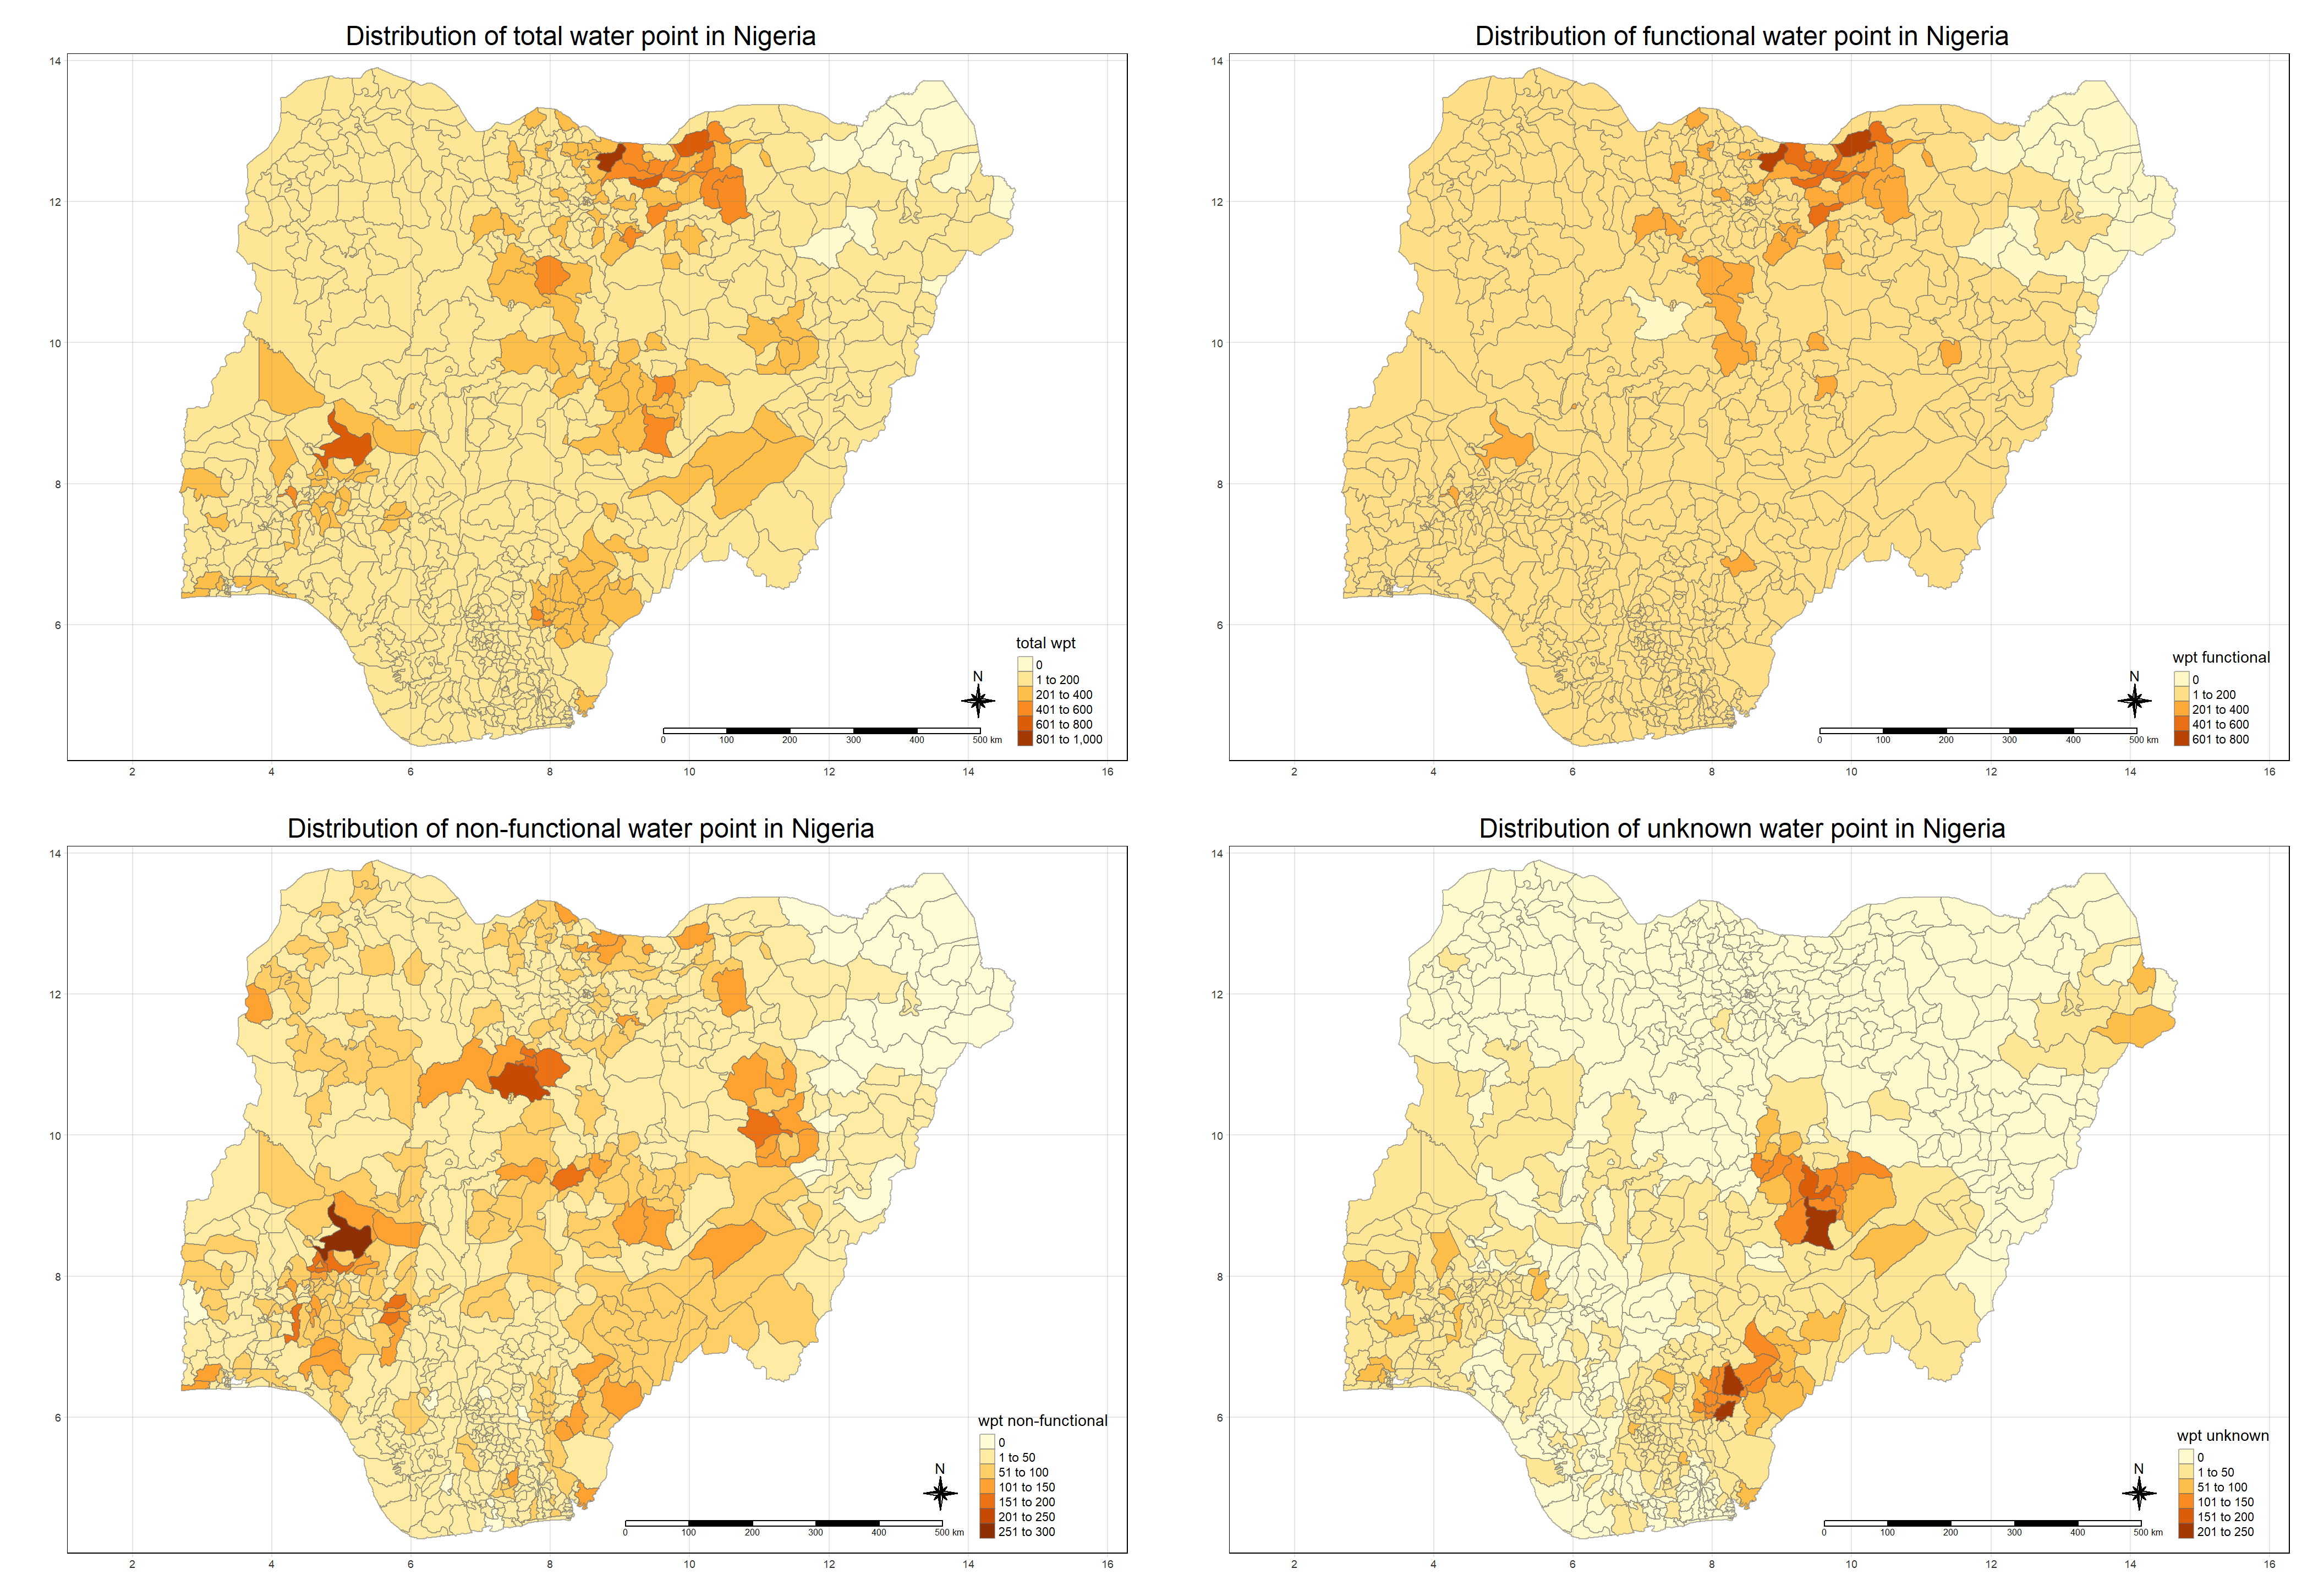 Distribution of total water point in Nigeria
14
12
10
8
6
2 4 6 8 10 12 14 16
total wpt
0
1 to 200
201 to 400
401 to 600
601 to 800
801 to 1,000
N
0 100 200 300 400 500 km
Distribution of functional water point in Nigeria
14
12
10
8
6
2 4 6 8 10 12 14 16
wpt functional
0
1 to 200
201 to 400
401 to 600
601 to 800
N
0 100 200 300 400 500 km
Distribution of non-functional water point in Nigeria
14
12
10
8
6
2 4 6 8 10 12 14 16
wpt non-functional
0
1 to 50
51 to 100
101 to 150
151 to 200
201 to 250
251 to 300
N
0 100 200 300 400 500 km
Distribution of unknown water point in Nigeria
14
12
10
8
6
2 4 6 8 10 12 14 16
wpt unknown
0
1 to 50
51 to 100
101 to 150
151 to 200
201 to 250
N
0 100 200 300 400 500 km